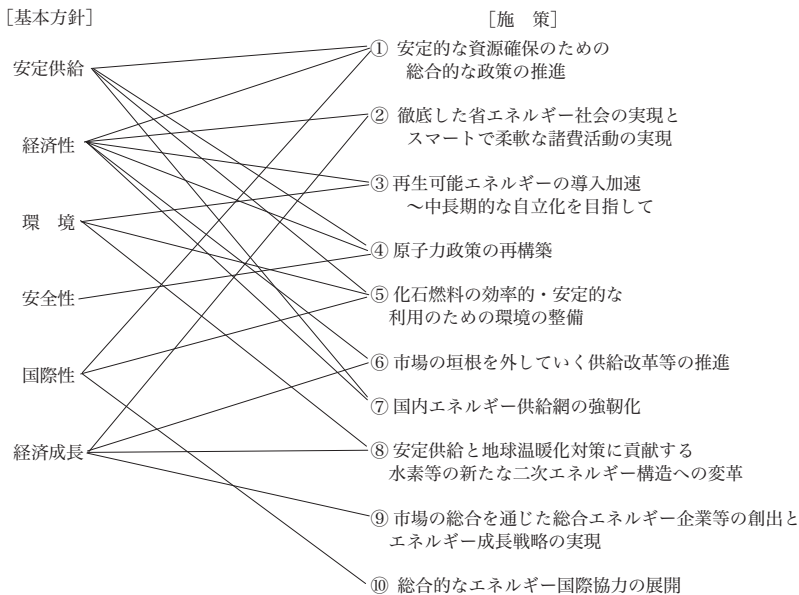 ［基本方針］
［施　策］
安定供給
経済性
環　境
安全性
国際性
経済成長
① 安定的な資源確保のための
総合的な政策の推進
② 徹底した省エネルギー社会の実現と
スマートで柔軟な諸費活動の実現
③ 再生可能エネルギーの導入加速
～中長期的な自立化を目指して
④ 原子力政策の再構築
⑤ 化石燃料の効率的・安定的な
利用のための環境の整備
⑥ 市場の垣根を外していく供給改革等の推進
⑦ 国内エネルギー供給網の強靭化
⑧ 安定供給と地球温暖化対策に貢献する
水素等の新たな二次エネルギー構造への変革
⑨ 市場の総合を通じた総合エネルギー企業等の創出と
エネルギー成長戦略の実現
⑩ 総合的なエネルギー国際協力の展開